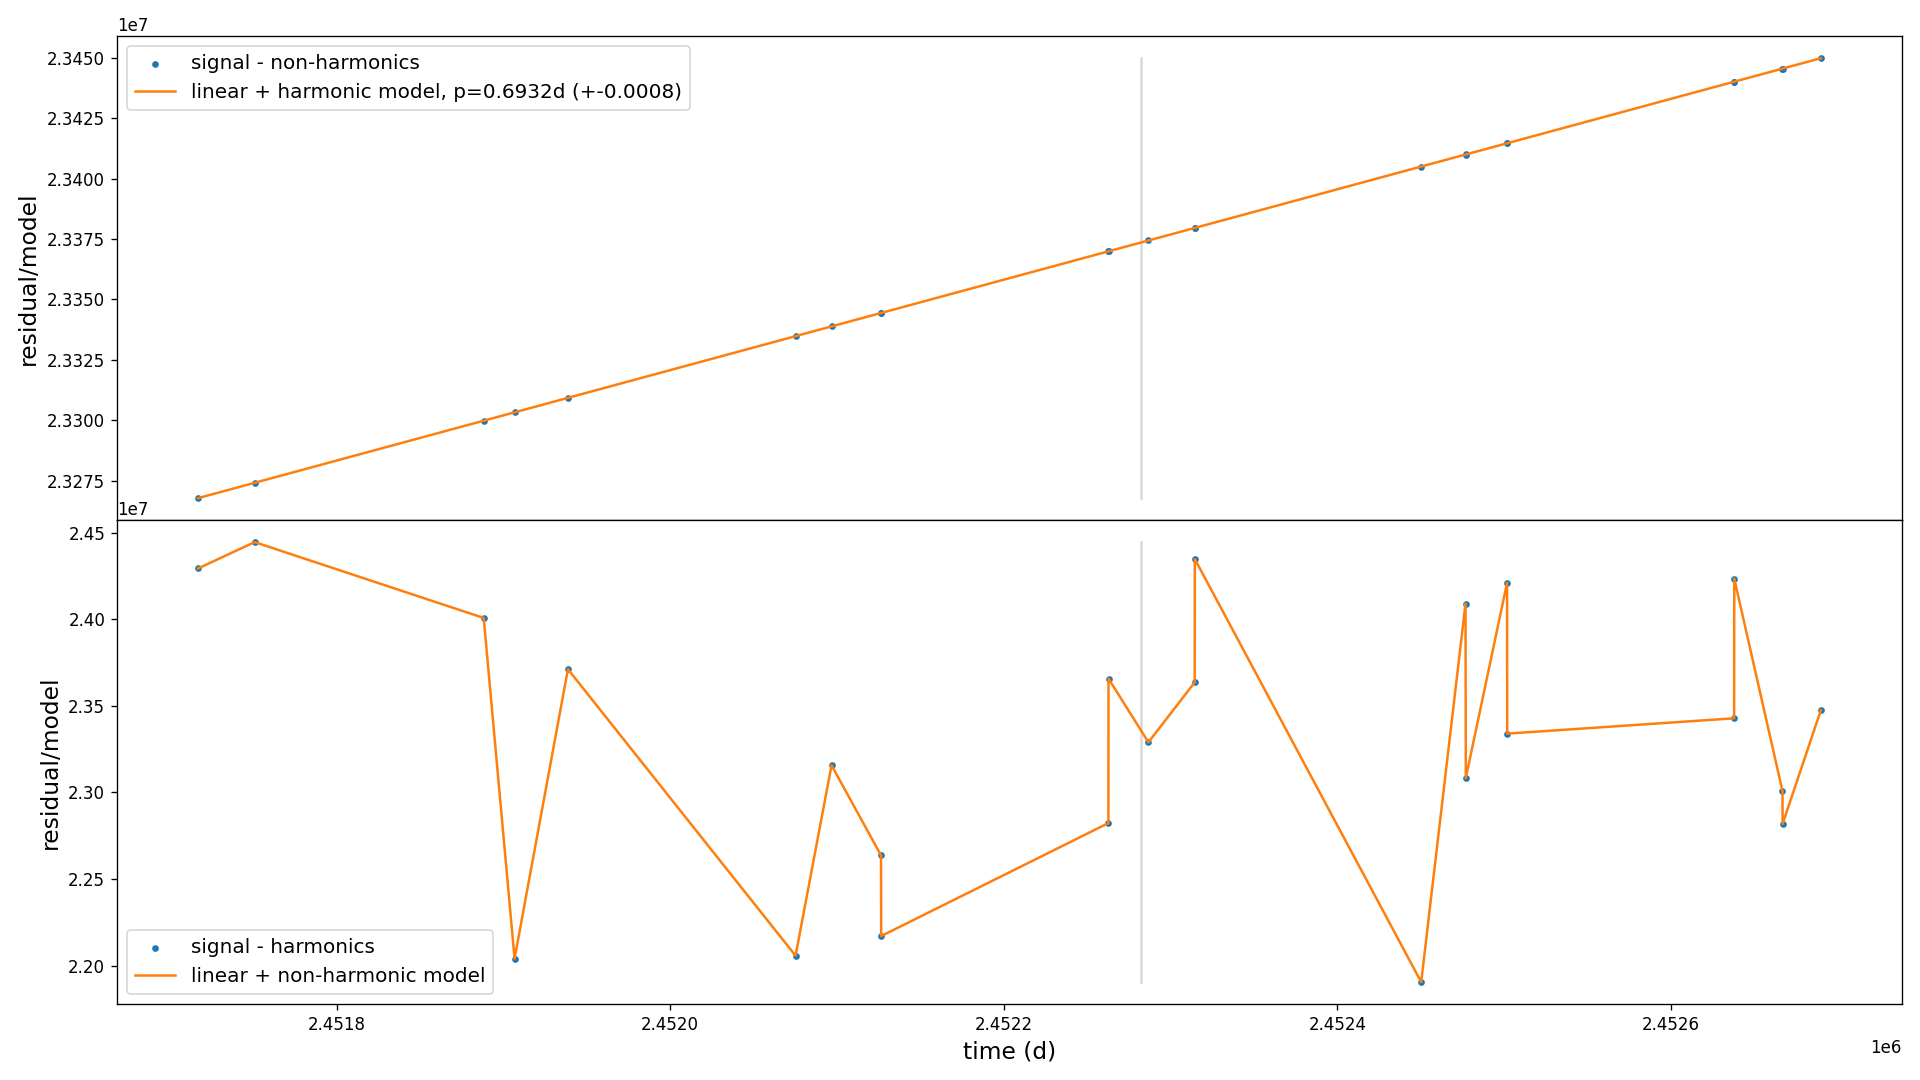 1e7
2.3450
2.3425
2.3400
2.3375
2.3350
2.3325
2.3300
2.3275
residual/model
signal - non-harmonics
linear + harmonic model, p=0.6932d (+-0.0008)
1e7
2.45
2.40
2.35
2.30
2.25
2.20
residual/model
signal - harmonics
linear + non-harmonic model
2.4518
2.4520
2.4522
2.4524
2.4526
1e6
time (d)